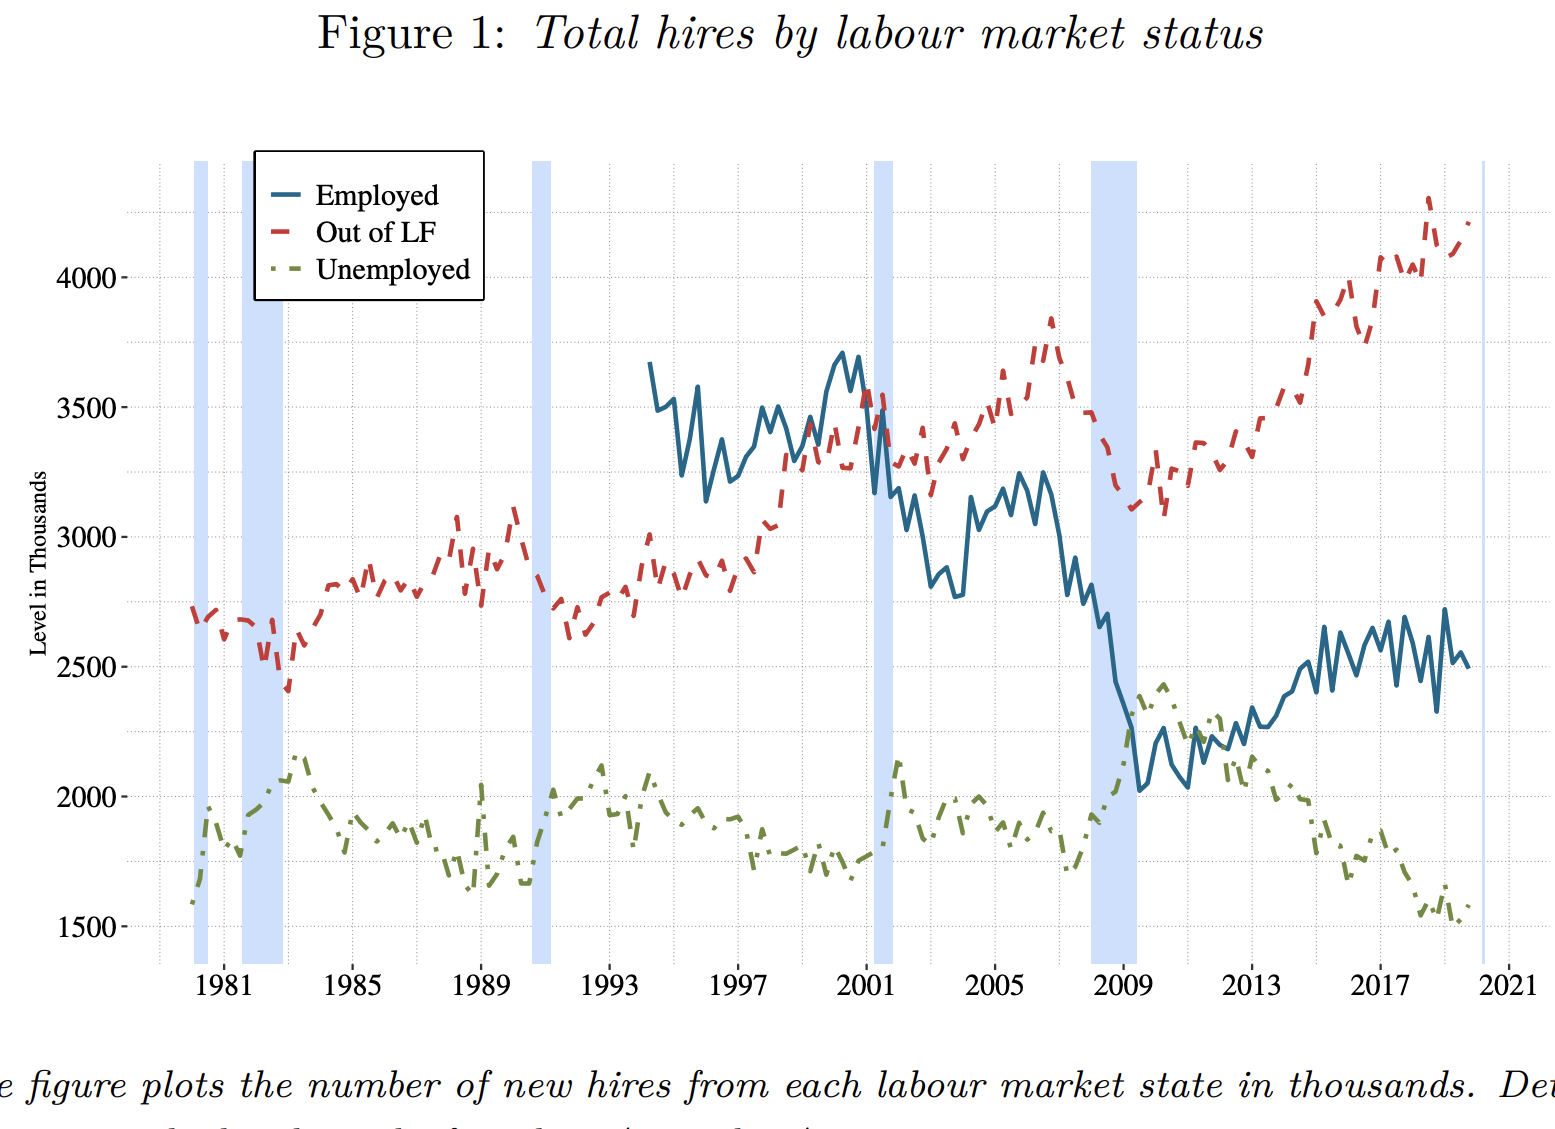 Figure 1: Total hires by labour market status
Employed
Out of LF
Unemployed
Level in Thousands
4000
3500
3000
2500
2000
1500
1981 1985 1989 1993 1997 2001 2005 2009 2013 2017 2021
figure plots the number of new hires from each labour market state in thousands.